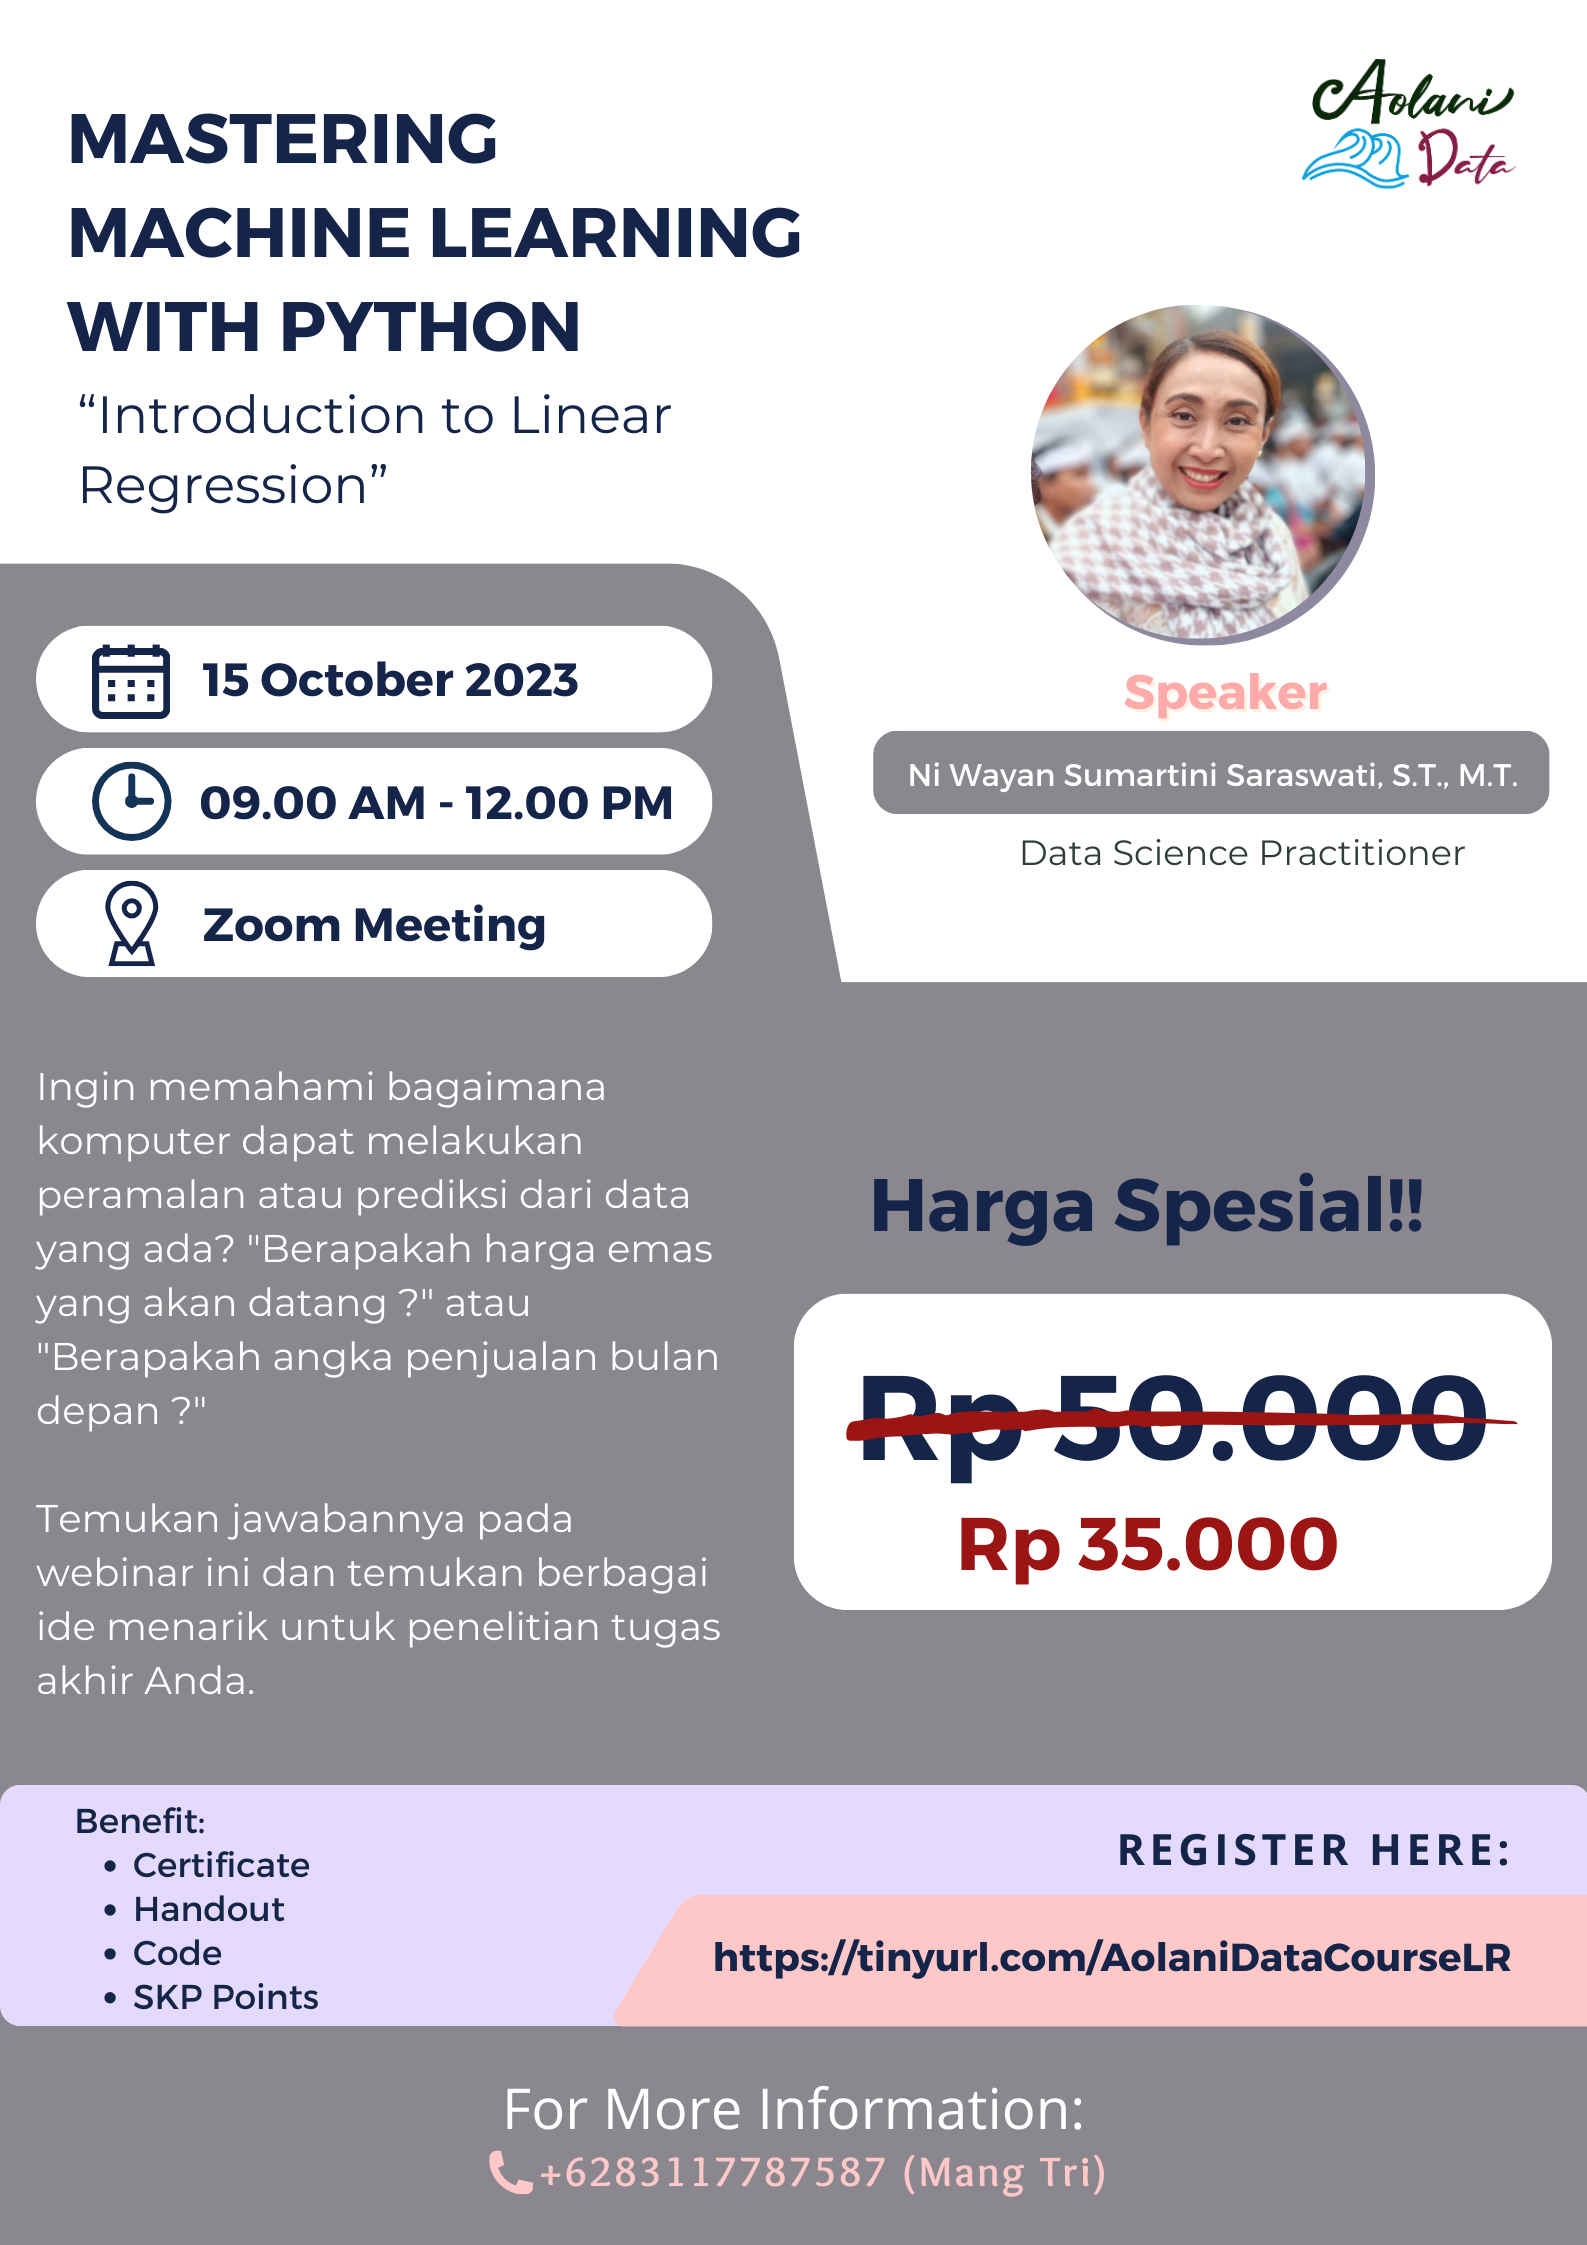 Aolani
Data
MASTERING
MACHINE LEARNING
WITH PYTHON
“Introduction to Linear
Regression”
15 October 2023
09.00 AM - 12.00 PM
Zoom Meeting
Speaker
Ni Wayan Sumartini Saraswati, S.T., M.T.
Data Science Practitioner
Ingin memahami bagaimana
komputer dapat melakukan
peramalan atau prediksi dari data
yang ada? "Berapakah harga emas
yang akan datang ?" atau
"Berapakah angka penjualan bulan
depan ?"
Temukan jawabannya pada
webinar ini dan temukan berbagai
ide menarik untuk penelitian tugas
akhir Anda.
Harga Spesial!!
Rp 50.000
Rp 35.000
Benefit:
• Certificate
• Handout
• Code
• SKP Points
REGISTER HERE:
https://tinyurl.com/AolaniDataCourseLR
For More Information:
+6283117787587 (Mang Tri)